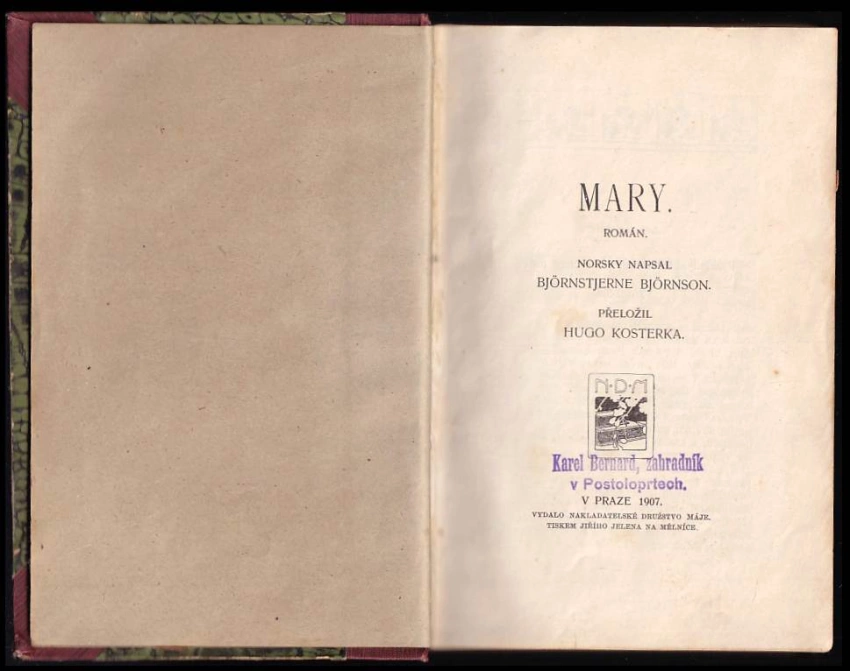 MARY.
ROMÁN.
NORSKY NAPSAL
BJÖRNSTJERNE BJÖRNSON.
PŘELOŽIL
HUGO KOSTERKA.
N·D·M
Karel Bernard, zahradník
v Postoloprtech.
V PRAZE 1907.
VYDALO NAKLADATELSKÉ DRUŽSTVO MÁJE.
TISKEM JIŘÍHO JELENA NA MĚLNÍCE.